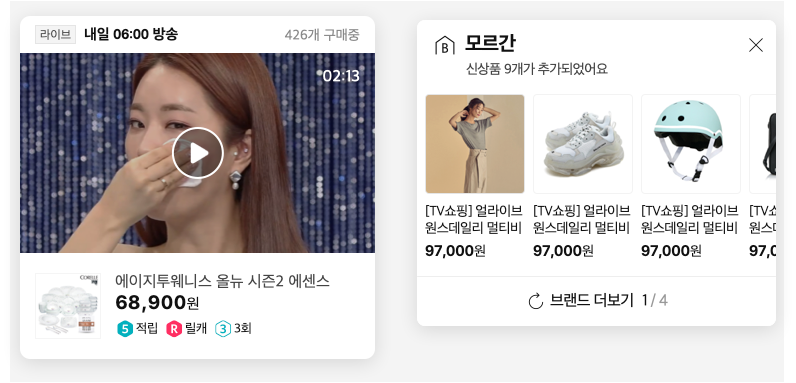 라이브 내일 06:00 방송 426개 구매중
02:13
CORELLE
에이지투웨니스 올뉴 시즌2 에센스
68,900원
5 적립 R 릴캐 3 3회
B 모르간
신상품 9개가 추가되었어요
[TV쇼핑] 얼라이브 [TV쇼핑] 얼라이브 [TV쇼핑] 얼라이브 [TV쇼
원스데일리 멀티비 원스데일리 멀티비 원스데일리 멀티비 원스
97,000원 97,000원 97,000원 97,0
브랜드 더보기 1 / 4